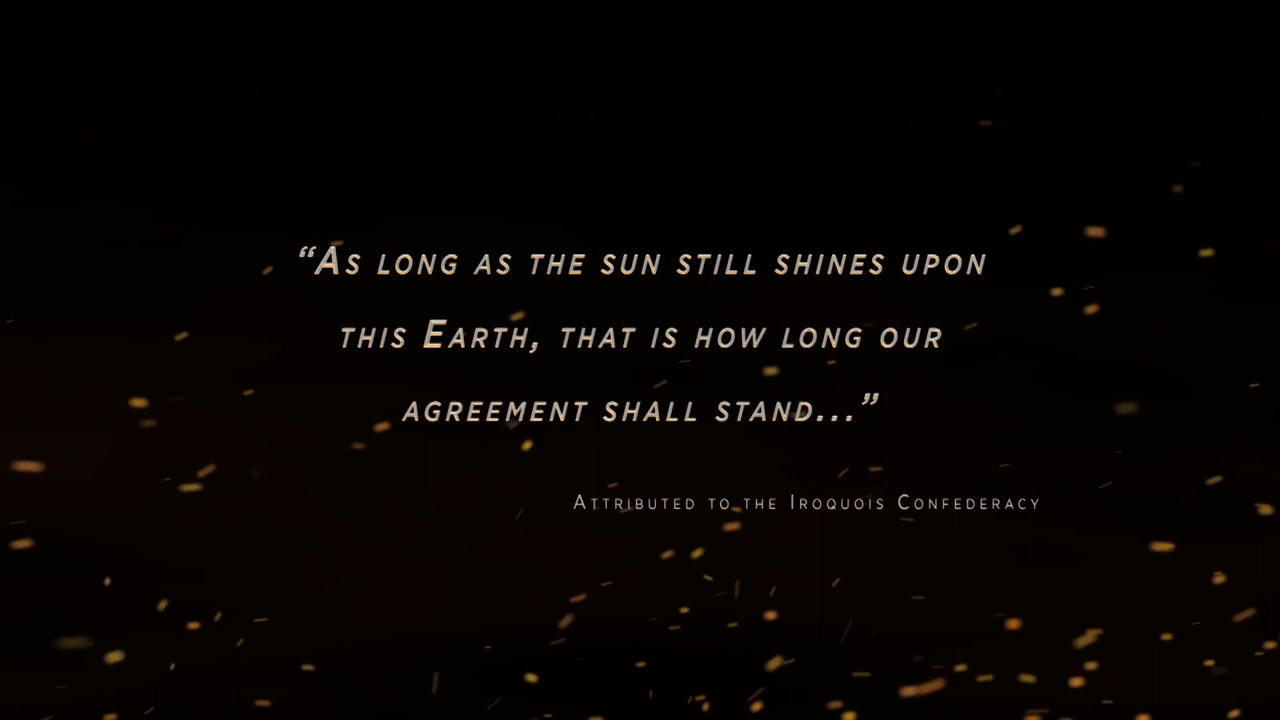 “As long as the sun still shines upon
this Earth, that is how long our
agreement shall stand...”
Attributed to the Iroquois Confederacy